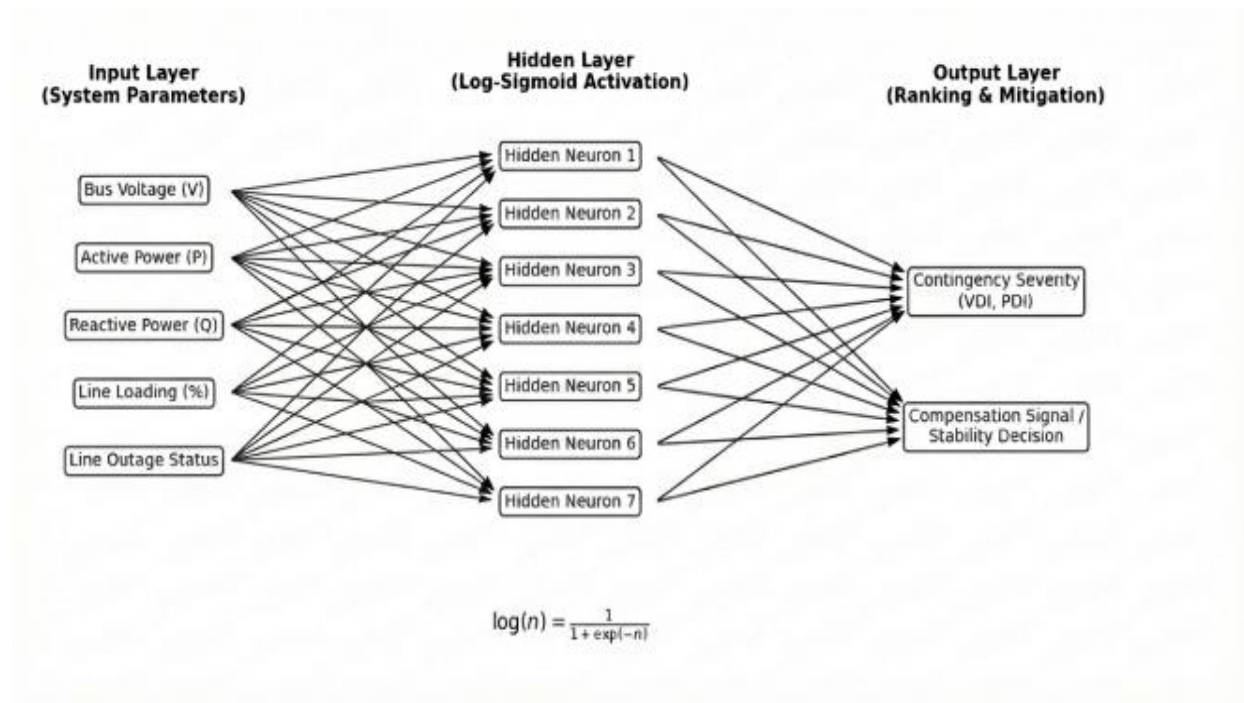 Input Layer
(System Parameters)
Bus Voltage (V)
Active Power (P)
Reactive Power (Q)
Line Loading (%)
Line Outage Status
Hidden Layer
(Log-Sigmoid Activation)
Hidden Neuron 1
Hidden Neuron 2
Hidden Neuron 3
Hidden Neuron 4
Hidden Neuron 5
Hidden Neuron 6
Hidden Neuron 7
Output Layer
(Ranking & Mitigation)
Contingency Severity
(VDI, PDI)
Compensation Signal /
Stability Decision
log(n) = 1 / 1 + exp(−n)